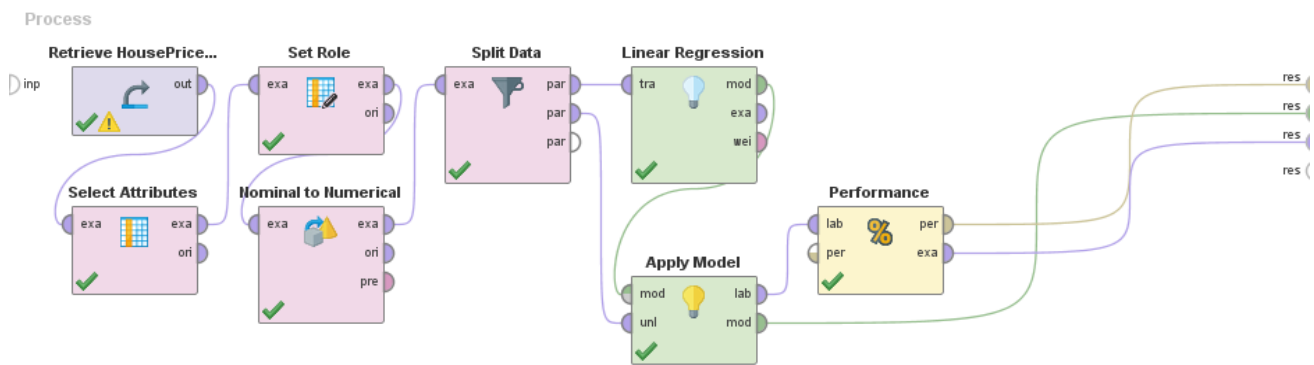 Process
Retrieve HousePrice...
Set Role
Split Data
Linear Regression
inp
out
exa
exa
ori
exa
par
par
par
tra
mod
exa
wei
res
res
res
res
Select Attributes
Nominal to Numerical
Performance
exa
exa
ori
exa
exa
ori
pre
lab
per
per
exa
%
Apply Model
mod
unl
lab
mod